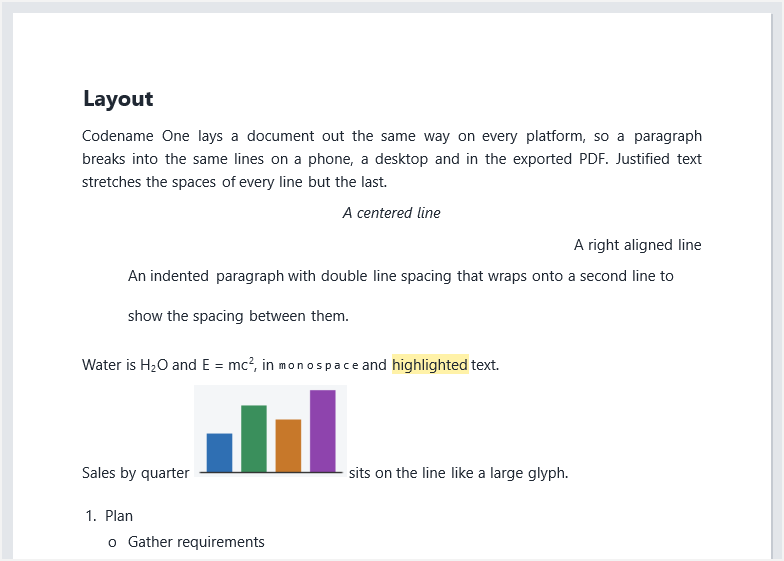 Layout
Codename One lays a document out the same way on every platform, so a paragraph
breaks into the same lines on a phone, a desktop and in the exported PDF. Justified text
stretches the spaces of every line but the last.
A centered line
A right aligned line
An indented paragraph with double line spacing that wraps onto a second line to
show the spacing between them.
Water is H₂O and E = mc², in monospace and highlighted text.
Sales by quarter sits on the line like a large glyph.
1. Plan
o Gather requirements